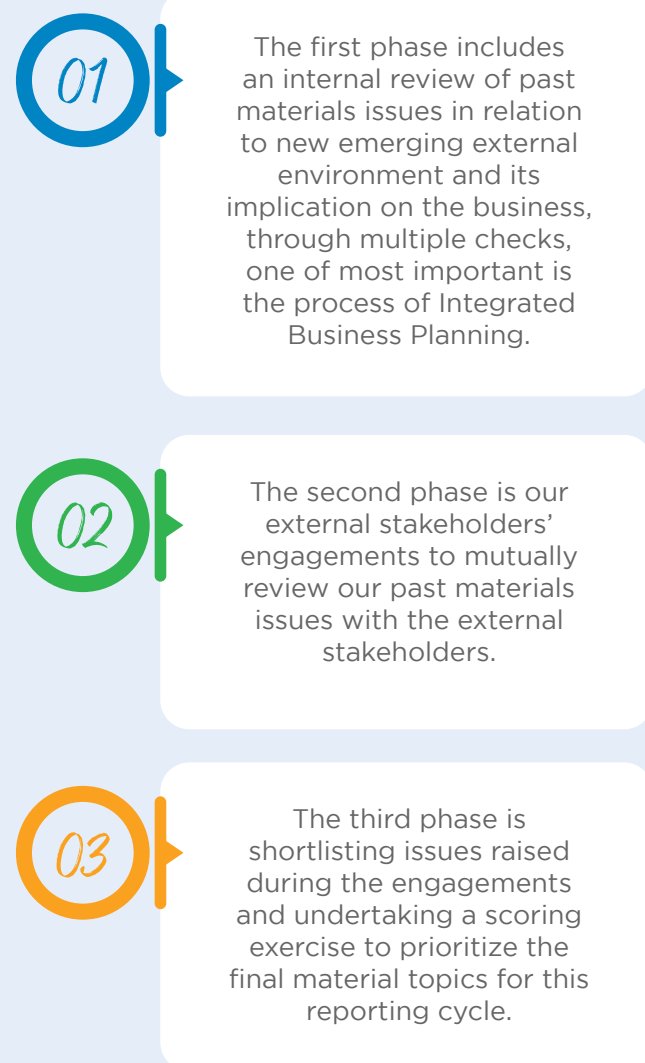 01
The first phase includes
an internal review of past
materials issues in relation
to new emerging external
environment and its
implication on the business,
through multiple checks,
one of most important is
the process of Integrated
Business Planning.
02
The second phase is our
external stakeholders’
engagements to mutually
review our past materials
issues with the external
stakeholders.
03
The third phase is
shortlisting issues raised
during the engagements
and undertaking a scoring
exercise to prioritize the
final material topics for this
reporting cycle.